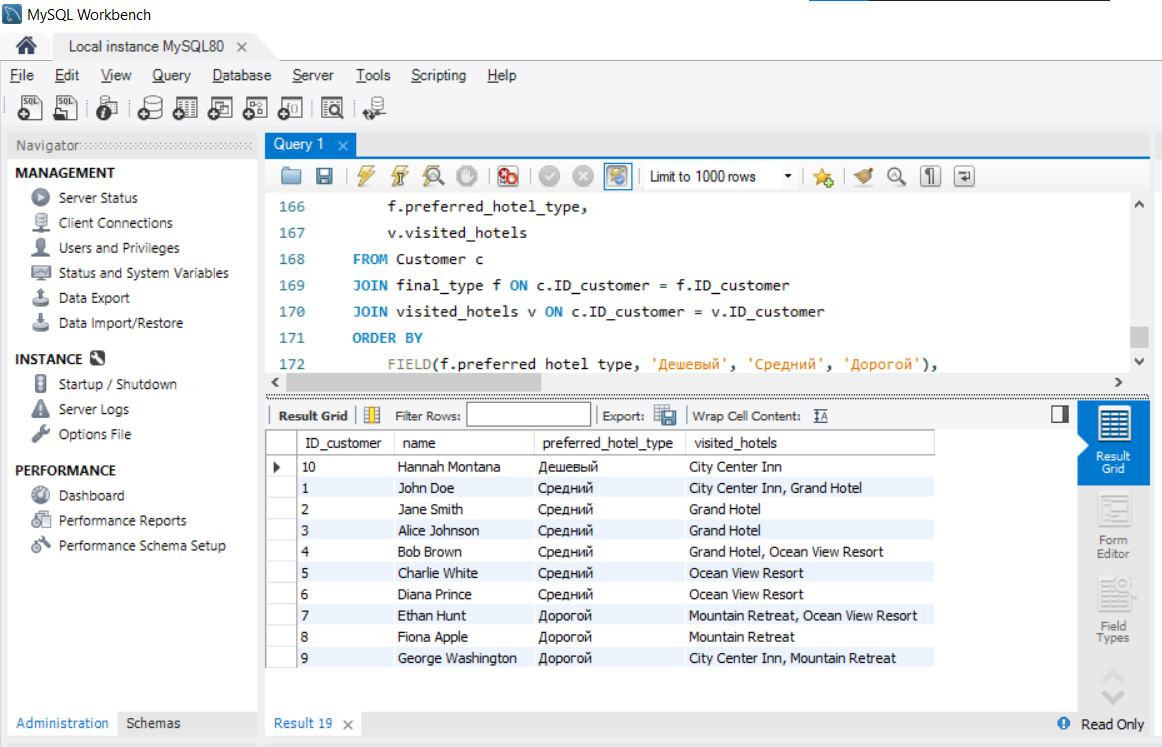 MySQL Workbench
Local instance MySQL80
File Edit View Query Database Server Tools Scripting Help
Navigator
MANAGEMENT
Server Status
Client Connections
Users and Privileges
Status and System Variables
Data Export
Data Import/Restore
INSTANCE
Startup / Shutdown
Server Logs
Options File
PERFORMANCE
Dashboard
Performance Reports
Performance Schema Setup
Administration Schemas
Query 1
Limit to 1000 rows
166 f.preferred_hotel_type,
167 v.visited_hotels
168 FROM Customer c
169 JOIN final_type f ON c.ID_customer = f.ID_customer
170 JOIN visited_hotels v ON c.ID_customer = v.ID_customer
171 ORDER BY
172 FIELD(f.preferred_hotel_type, 'Дешевый', 'Средний', 'Дорогой'),
Result Grid Filter Rows: Export: Wrap Cell Content:
ID_customer name preferred_hotel_type visited_hotels
10 Hannah Montana Дешевый City Center Inn
1 John Doe Средний City Center Inn, Grand Hotel
2 Jane Smith Средний Grand Hotel
3 Alice Johnson Средний Grand Hotel
4 Bob Brown Средний Grand Hotel, Ocean View Resort
5 Charlie White Средний Ocean View Resort
6 Diana Prince Средний Ocean View Resort
7 Ethan Hunt Дорогой Mountain Retreat, Ocean View Resort
8 Fiona Apple Дорогой Mountain Retreat
9 George Washington Дорогой City Center Inn, Mountain Retreat
Result
Grid
Form
Editor
Field
Types
Result 19
Read Only